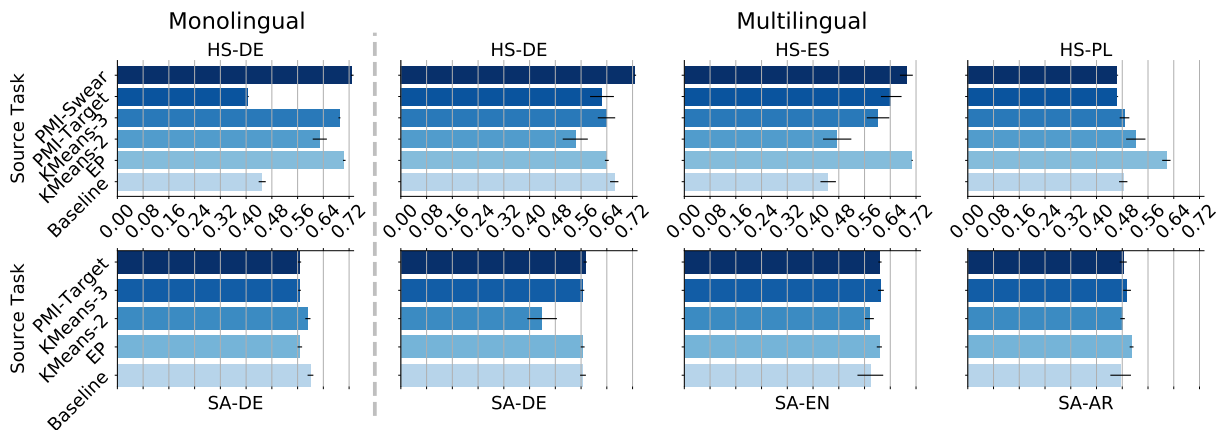 Monolingual
Multilingual
HS-DE
HS-DE
HS-ES
HS-PL
Source Task
PMI-Swear
PMI-Target
KMeans-3
KMeans-2
EP
Baseline
0.00 0.08 0.16 0.24 0.32 0.40 0.48 0.56 0.64 0.72
0.00 0.08 0.16 0.24 0.32 0.40 0.48 0.56 0.64 0.72
0.00 0.08 0.16 0.24 0.32 0.40 0.48 0.56 0.64 0.72
0.00 0.08 0.16 0.24 0.32 0.40 0.48 0.56 0.64 0.72
Source Task
PMI-Target
KMeans-3
KMeans-2
EP
Baseline
SA-DE
SA-DE
SA-EN
SA-AR